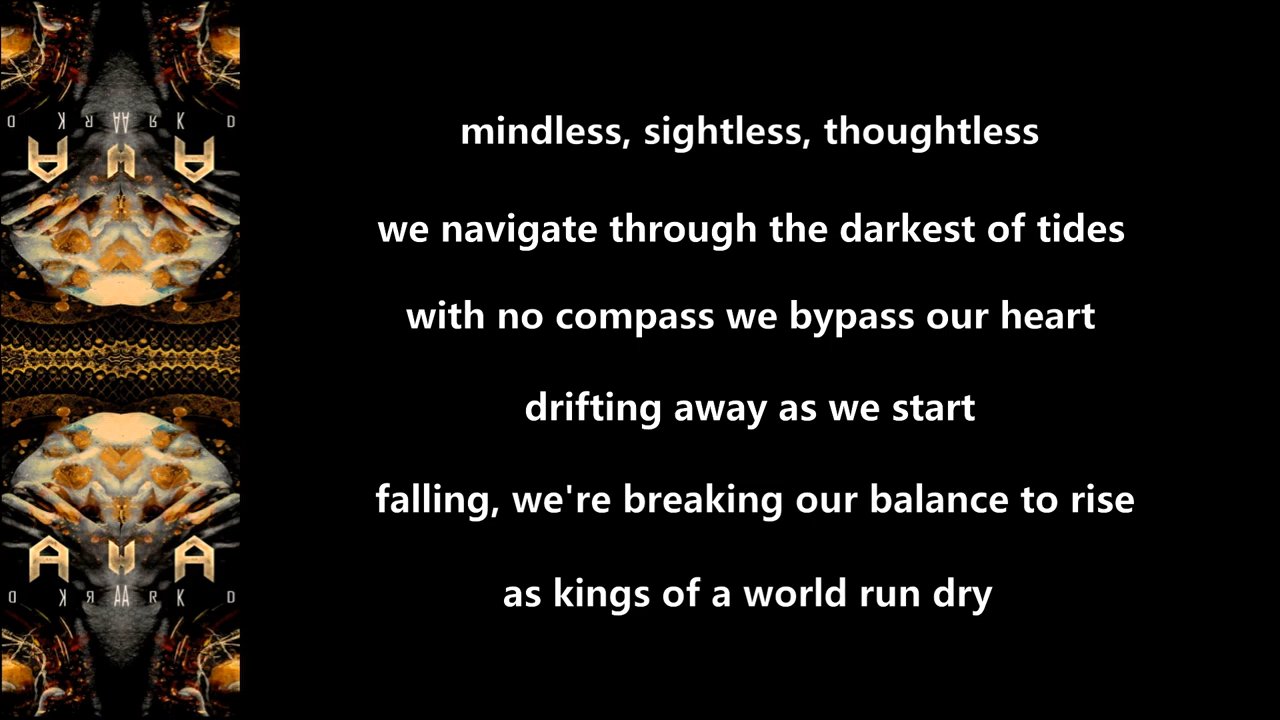 mindless, sightless, thoughtless
we navigate through the darkest of tides
with no compass we bypass our heart
drifting away as we start
falling, we're breaking our balance to rise
as kings of a world run dry